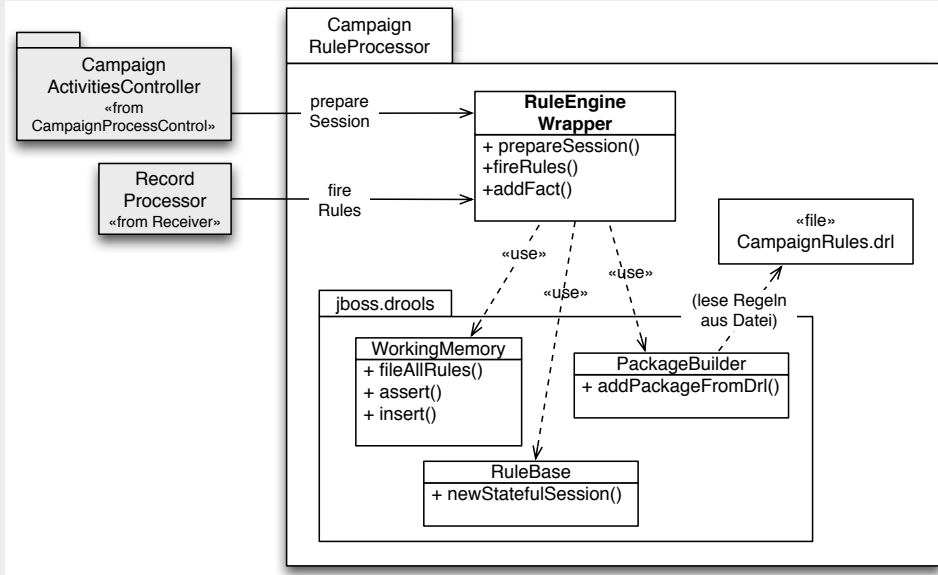 Campaign
RuleProcessor
Campaign
ActivitiesController
«from
CampaignProcessControl»
prepare
Session
RuleEngine
Wrapper
+ prepareSession()
+fireRules()
+addFact()
Record
Processor
«from Receiver»
fire
Rules
«file»
CampaignRules.drl
«use»
«use»
«use»
(lese Regeln
aus Datei)
jboss.drools
WorkingMemory
+ fileAllRules()
+ assert()
+ insert()
PackageBuilder
+ addPackageFromDrl()
RuleBase
+ newStatefulSession()